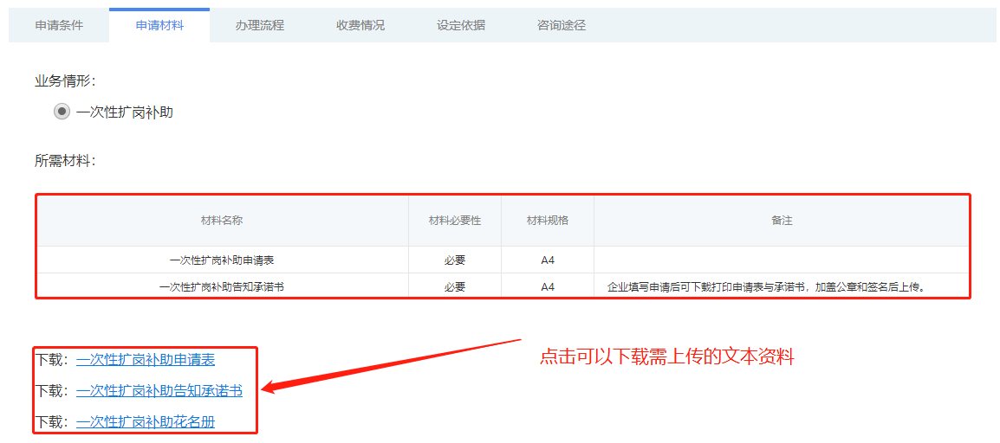 申请条件 申请材料 办理流程 收费情况 设定依据 咨询途径
业务情形：
一次性扩岗补助
所需材料：
材料名称 材料必要性 材料规格 备注
一次性扩岗补助申请表 必要 A4
一次性扩岗补助告知承诺书 必要 A4 企业填写申请后可下载打印申请表与承诺书，加盖公章和签名后上传。
下载：一次性扩岗补助申请表
点击可以下载需上传的文本资料
下载：一次性扩岗补助告知承诺书
下载：一次性扩岗补助花名册